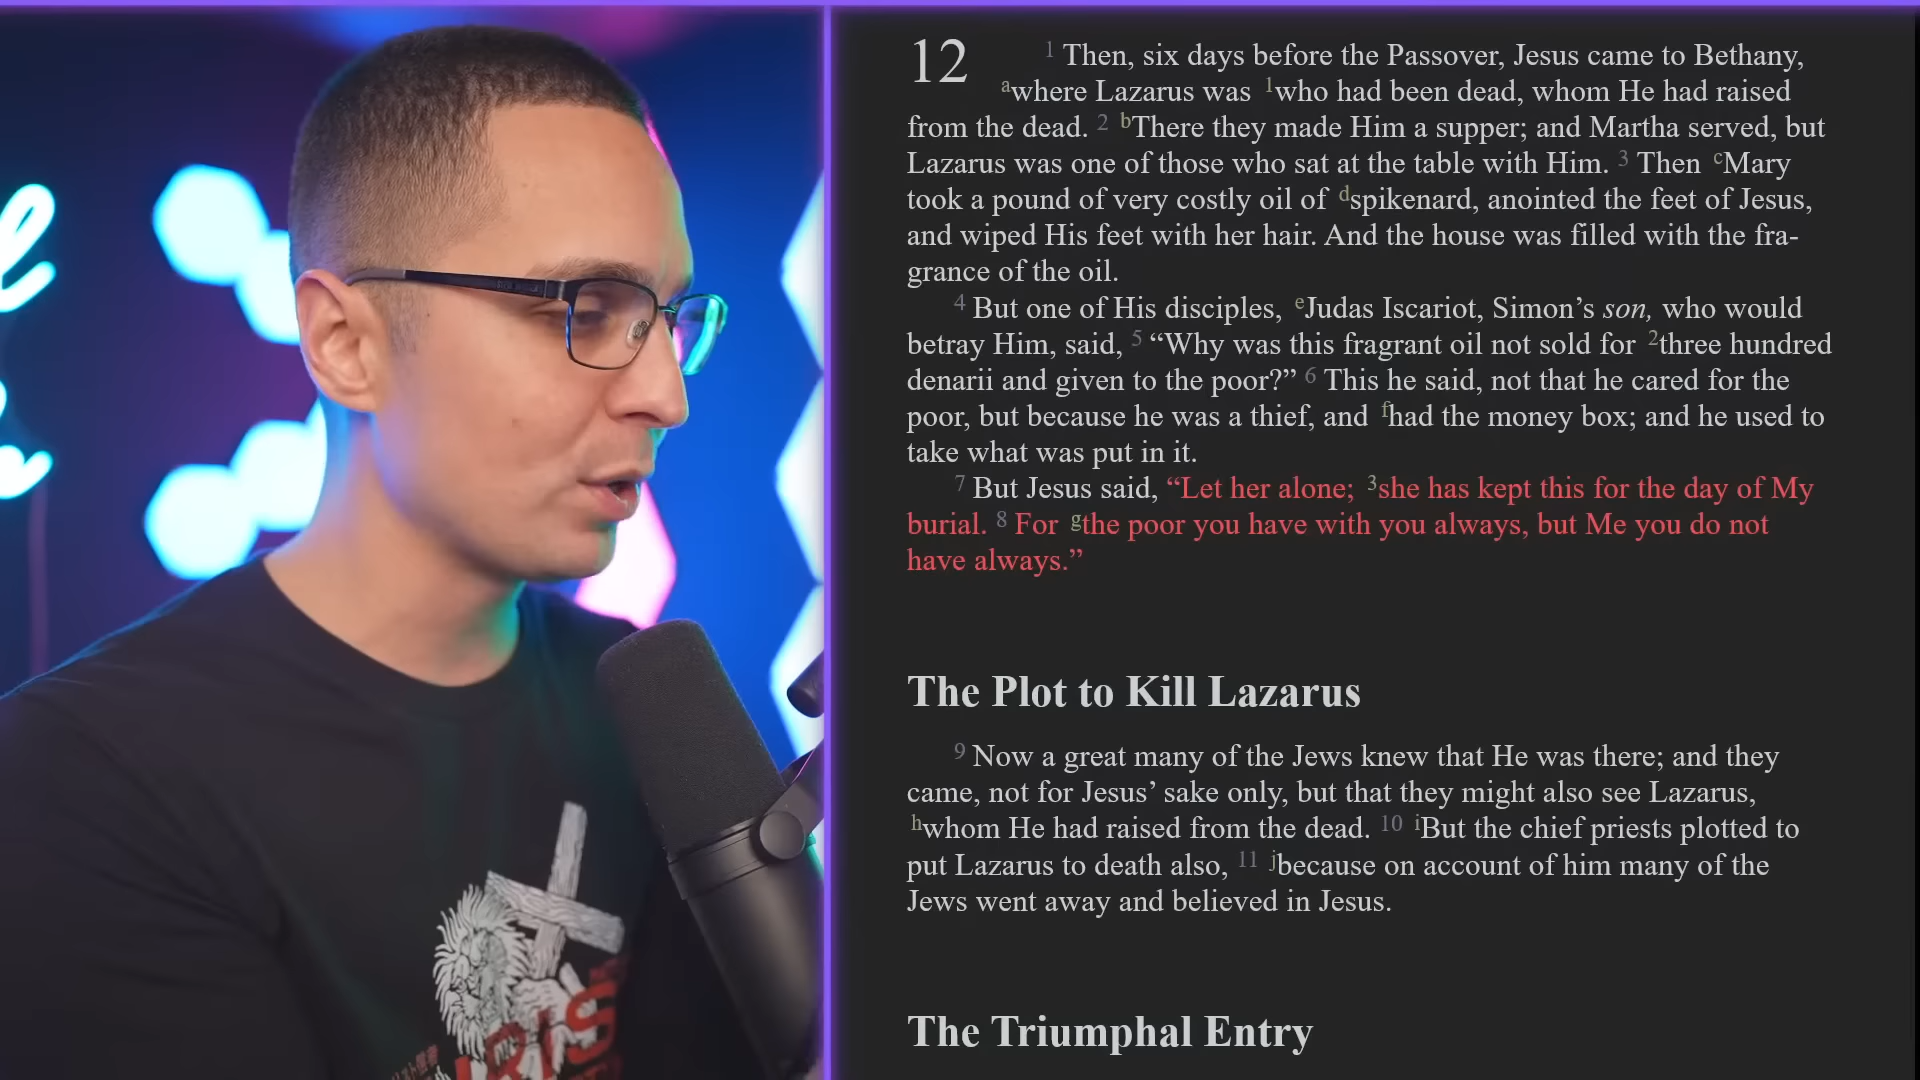 12 1 Then, six days before the Passover, Jesus came to Bethany,
awhere Lazarus was 1who had been dead, whom He had raised
from the dead. 2 bThere they made Him a supper; and Martha served, but
Lazarus was one of those who sat at the table with Him. 3 Then cMary
took a pound of very costly oil of dspikenard, anointed the feet of Jesus,
and wiped His feet with her hair. And the house was filled with the fra-
grance of the oil.
4 But one of His disciples, eJudas Iscariot, Simon’s son, who would
betray Him, said, 5 “Why was this fragrant oil not sold for 2three hundred
denarii and given to the poor?” 6 This he said, not that he cared for the
poor, but because he was a thief, and fhad the money box; and he used to
take what was put in it.
7 But Jesus said, “Let her alone; 3she has kept this for the day of My
burial. 8 For gthe poor you have with you always, but Me you do not
have always.”
The Plot to Kill Lazarus
9 Now a great many of the Jews knew that He was there; and they
came, not for Jesus’ sake only, but that they might also see Lazarus,
hwhom He had raised from the dead. 10 iBut the chief priests plotted to
put Lazarus to death also, 11 jbecause on account of him many of the
Jews went away and believed in Jesus.
The Triumphal Entry